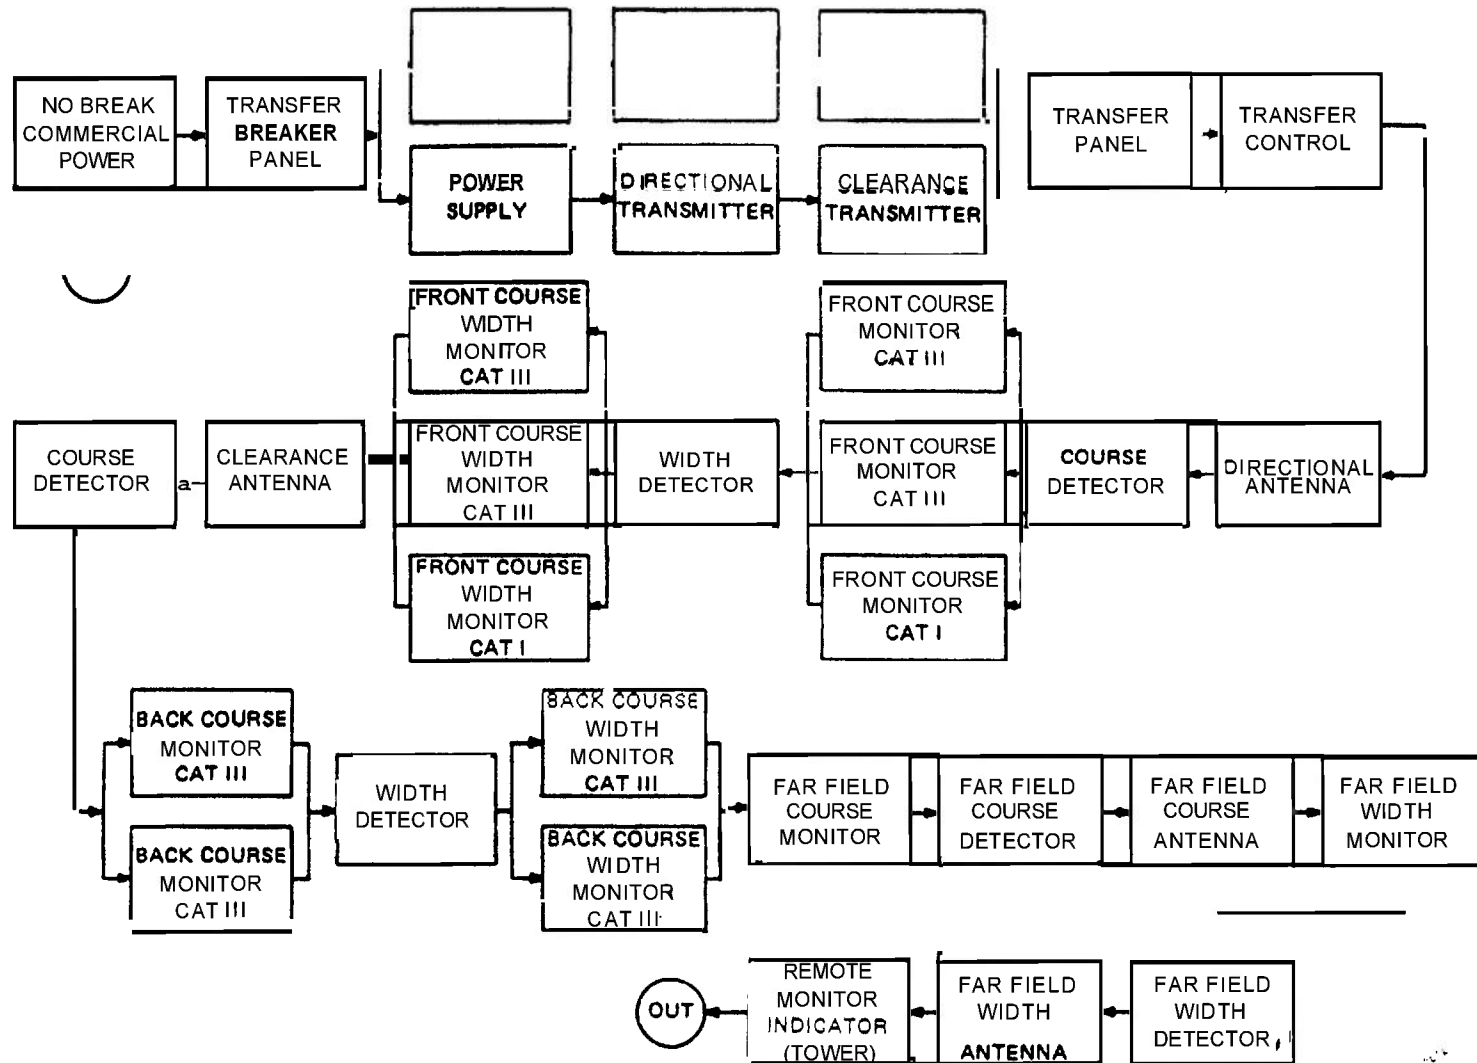 NO BREAK
COMMERCIAL
POWER
TRANSFER
BREAKER
PANEL
POWER
SUPPLY
DIRECTIONAL
TRANSMITTER
CLEARANCE
TRANSMITTER
TRANSFER
PANEL
TRANSFER
CONTROL
FRONT COURSE
WIDTH
MONITOR
CAT III
FRONT COURSE
MONITOR
CAT III
COURSE
DETECTOR
a
CLEARANCE
ANTENNA
FRONT COURSE
WIDTH
MONITOR
CAT III
WIDTH
DETECTOR
FRONT COURSE
MONITOR
CAT III
COURSE
DETECTOR
DIRECTIONAL
ANTENNA
FRONT COURSE
WIDTH
MONITOR
CAT I
FRONT COURSE
MONITOR
CAT I
BACK COURSE
MONITOR
CAT III
BACK COURSE
MONITOR
CAT III
WIDTH
DETECTOR
BACK COURSE
WIDTH
MONITOR
CAT III
BACK COURSE
WIDTH
MONITOR
CAT III
FAR FIELD
COURSE
MONITOR
FAR FIELD
COURSE
DETECTOR
FAR FIELD
COURSE
ANTENNA
FAR FIELD
WIDTH
MONITOR
OUT
REMOTE
MONITOR
INDICATOR
(TOWER)
FAR FIELD
WIDTH
ANTENNA
FAR FIELD
WIDTH
DETECTOR